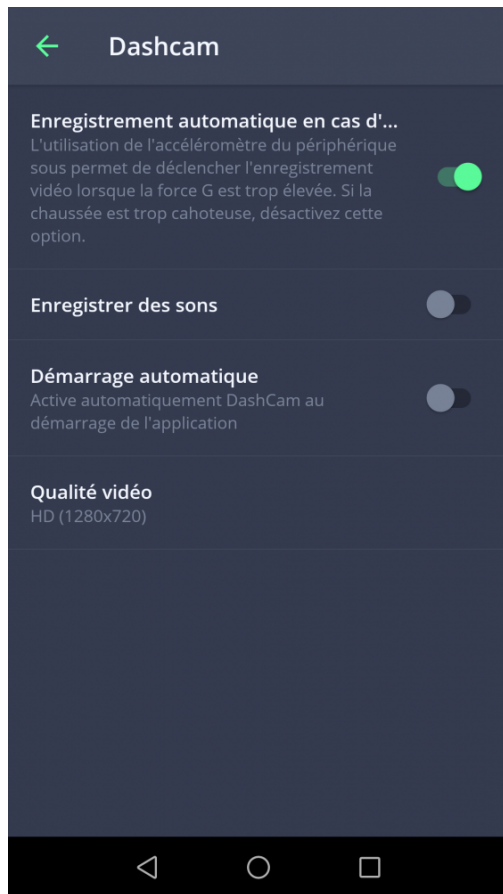 Dashcam
Enregistrement automatique en cas d'...
L'utilisation de l'accéléromètre du périphérique
sous permet de déclencher l'enregistrement
vidéo lorsque la force G est trop élevée. Si la
chaussée est trop cahoteuse, désactivez cette
option.
Enregistrer des sons
Démarrage automatique
Active automatiquement DashCam au
démarrage de l'application
Qualité vidéo
HD (1280x720)